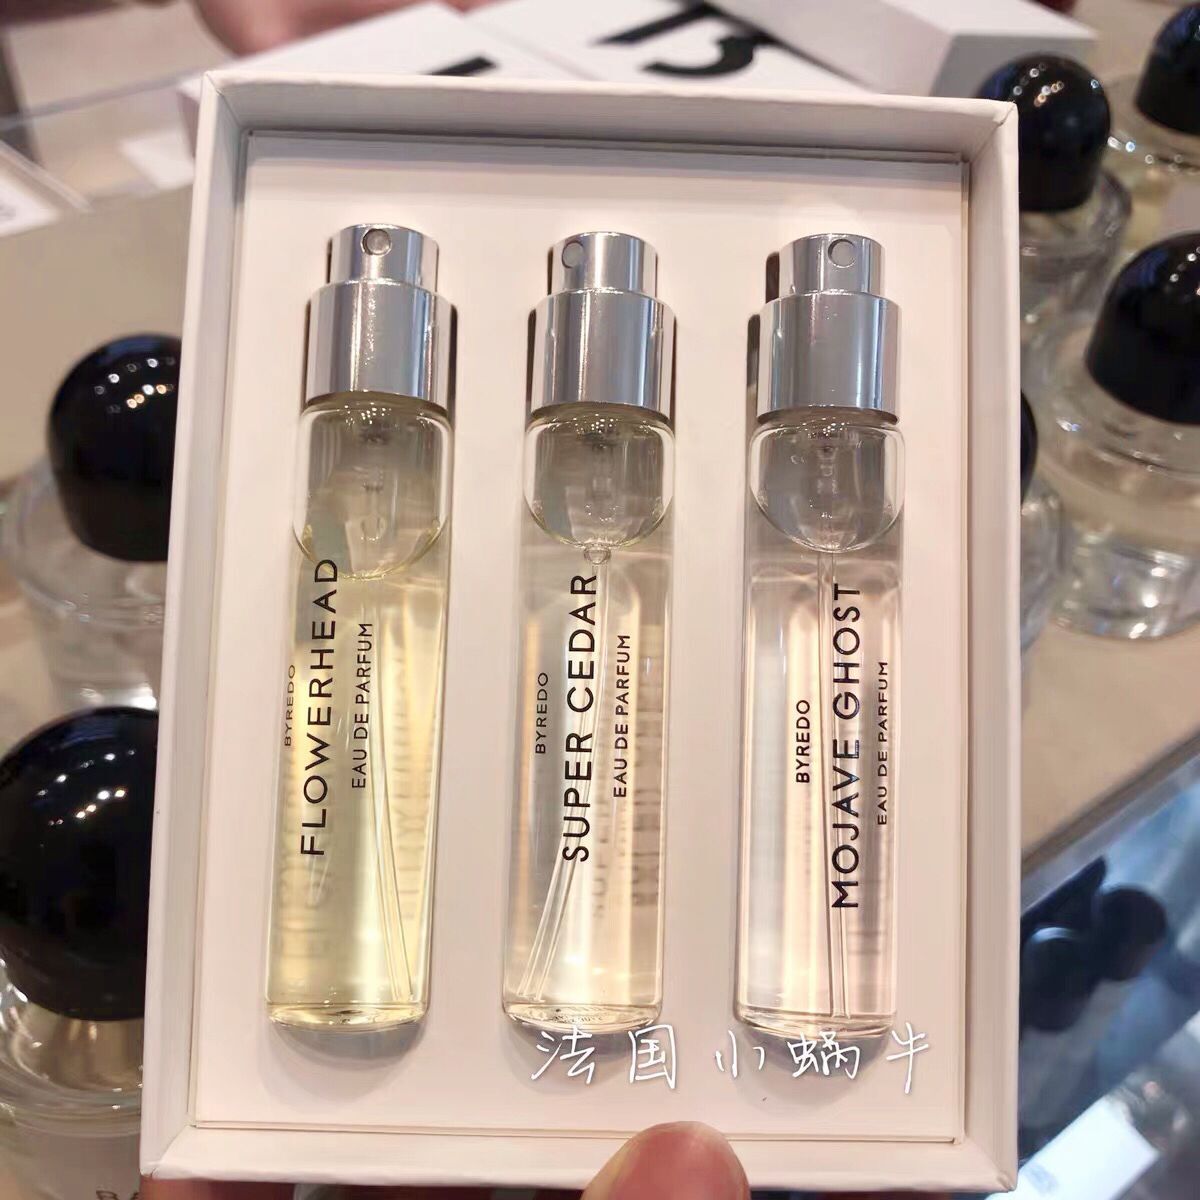 13
BYREDO
FLOWERHEAD
EAU DE PARFUM
BYREDO
SUPER CEDAR
EAU DE PARFUM
BYREDO
MOJAVE GHOST
EAU DE PARFUM
法国小蜗牛